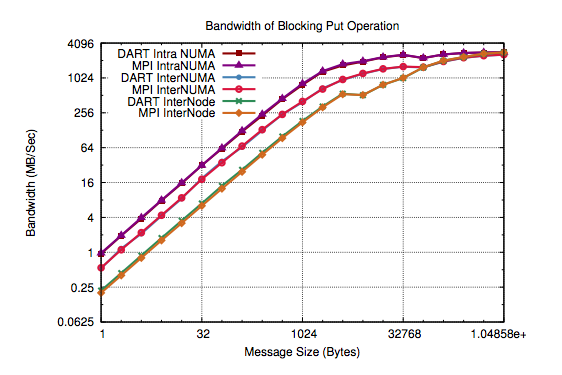 Bandwidth of Blocking Put Operation
4096
1024
256
64
16
4
1
0.25
0.0625
Bandwidth (MB/Sec)
DART Intra NUMA
MPI IntraNUMA
DART InterNUMA
MPI InterNUMA
DART InterNode
MPI InterNode
1 32 1024 32768 1.04858e+
Message Size (Bytes)